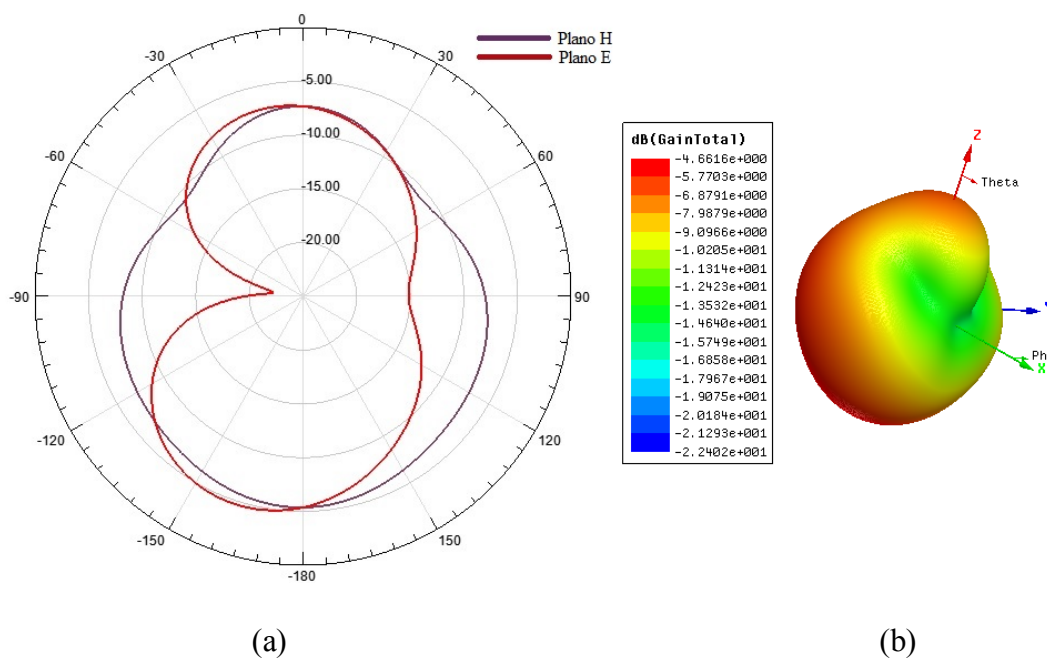 0
30
60
90
120
150
-180
-150
-120
-90
-60
-30
-5.00
-10.00
-15.00
-20.00
Plano H
Plano E
dB(GainTotal)
-4.6616e+000
-5.7703e+000
-6.8791e+000
-7.9879e+000
-9.0966e+000
-1.0205e+001
-1.1314e+001
-1.2423e+001
-1.3532e+001
-1.4640e+001
-1.5749e+001
-1.6858e+001
-1.7967e+001
-1.9075e+001
-2.0184e+001
-2.1293e+001
-2.2402e+001
Z
Theta
Ph
X
(a)
(b)